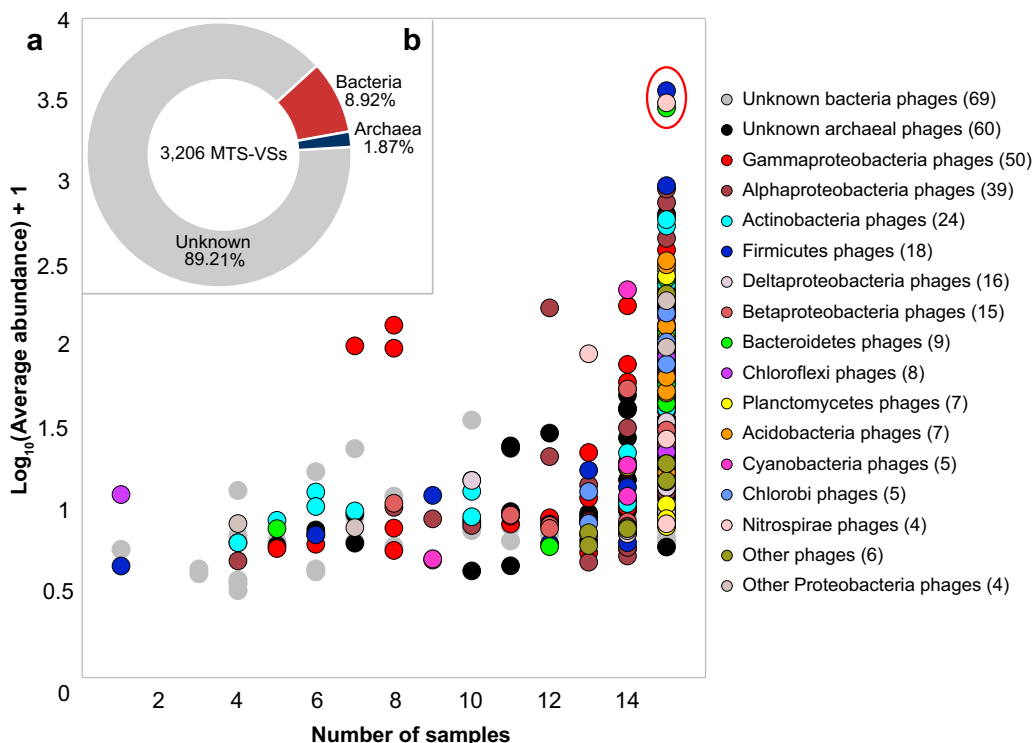 a
b
Bacteria
8.92%
Archaea
1.87%
3,206 MTS-VSs
Unknown
89.21%
Log10(Average abundance) + 1
4
3.5
3
2.5
2
1.5
1
0.5
0
2
4
6
8
10
12
14
Number of samples
Unknown bacteria phages (69)
Unknown archaeal phages (60)
Gammaproteobacteria phages (50)
Alphaproteobacteria phages (39)
Actinobacteria phages (24)
Firmicutes phages (18)
Deltaproteobacteria phages (16)
Betaproteobacteria phages (15)
Bacteroidetes phages (9)
Chloroflexi phages (8)
Planctomycetes phages (7)
Acidobacteria phages (7)
Cyanobacteria phages (5)
Chlorobi phages (5)
Nitrospirae phages (4)
Other phages (6)
Other Proteobacteria phages (4)